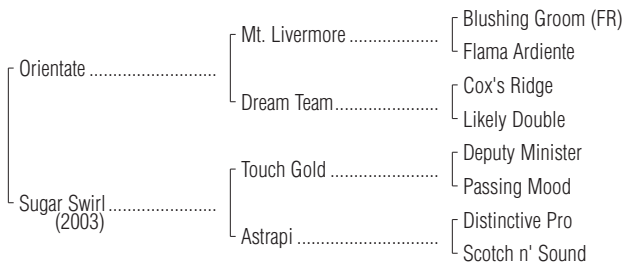 Blushing Groom (FR)
Mt. Livermore ....................
Flama Ardiente
Orientate ............................
Cox's Ridge
Dream Team.......................
Likely Double
Deputy Minister
Touch Gold ........................
Passing Mood
Sugar Swirl ........................
(2003)
Distinctive Pro
Astrapi ................................
Scotch n' Sound